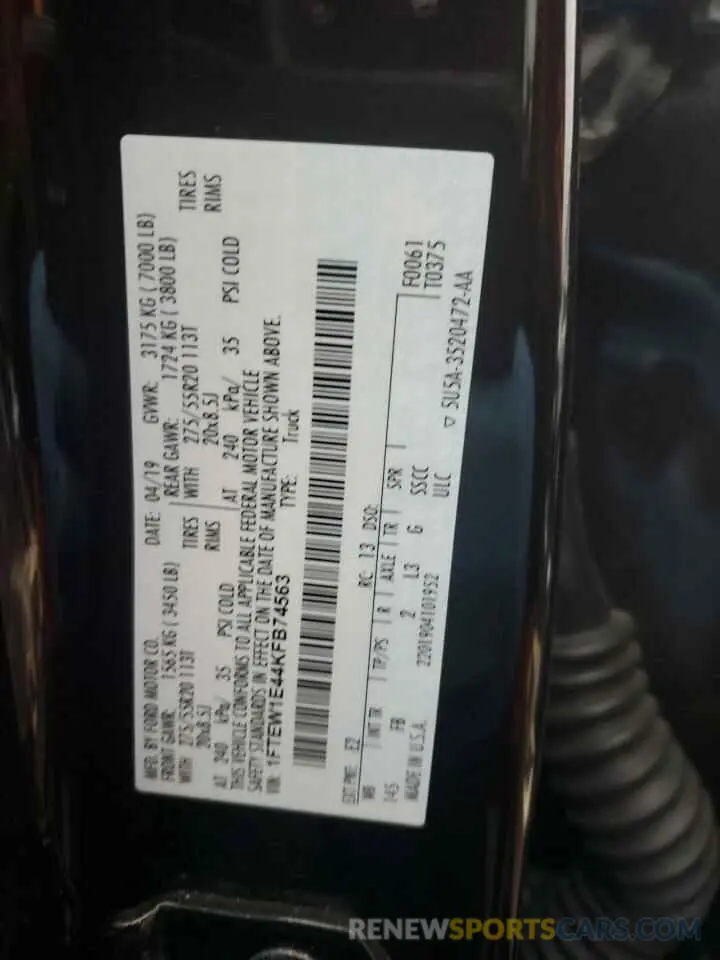 MFD. BY FORD MOTOR CO.
DATE: 04/19 GVWR: 3175 KG ( 7000 LB)
FRONT GAWR: 1565 KG ( 3450 LB)
REAR GAWR: 1724 KG ( 3800 LB)
WITH 275/55R20 113T TIRES
WITH 275/55R20 113T TIRES
20x8.5J RIMS
20x8.5J RIMS
AT 240 kPa/ 35 PSI COLD
AT 240 kPa/ 35 PSI COLD
THIS VEHICLE CONFORMS TO ALL APPLICABLE FEDERAL MOTOR VEHICLE
SAFETY STANDARDS IN EFFECT ON THE DATE OF MANUFACTURE SHOWN ABOVE.
VIN: 1FTEW1E44KFB74563
TYPE: Truck
F0061
T0375
EXT PNT: E2 RC: 13 DSO:
WB INT TR TP/PS R AXLE TR SPR
145 FB 2 L3 G SSCC
MADE IN U.S.A. 2201904101952 ULC
▽ 5U5A-3520472-AA
RENEWSPORTSCARS.COM